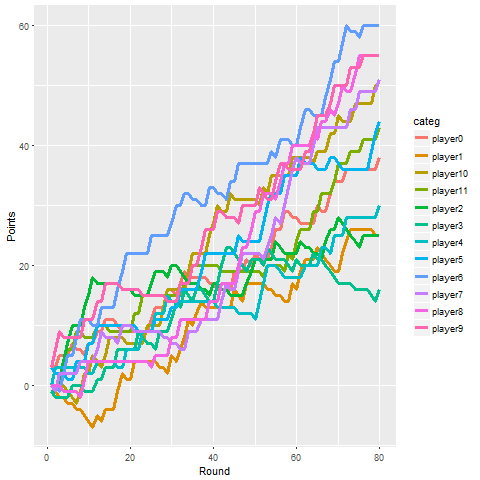 60
40
20
0
Points
0
20
40
60
80
Round
categ
player0
player1
player10
player11
player2
player3
player4
player5
player6
player7
player8
player9